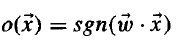 o(x⃗) = sgn(w⃗ · x⃗)